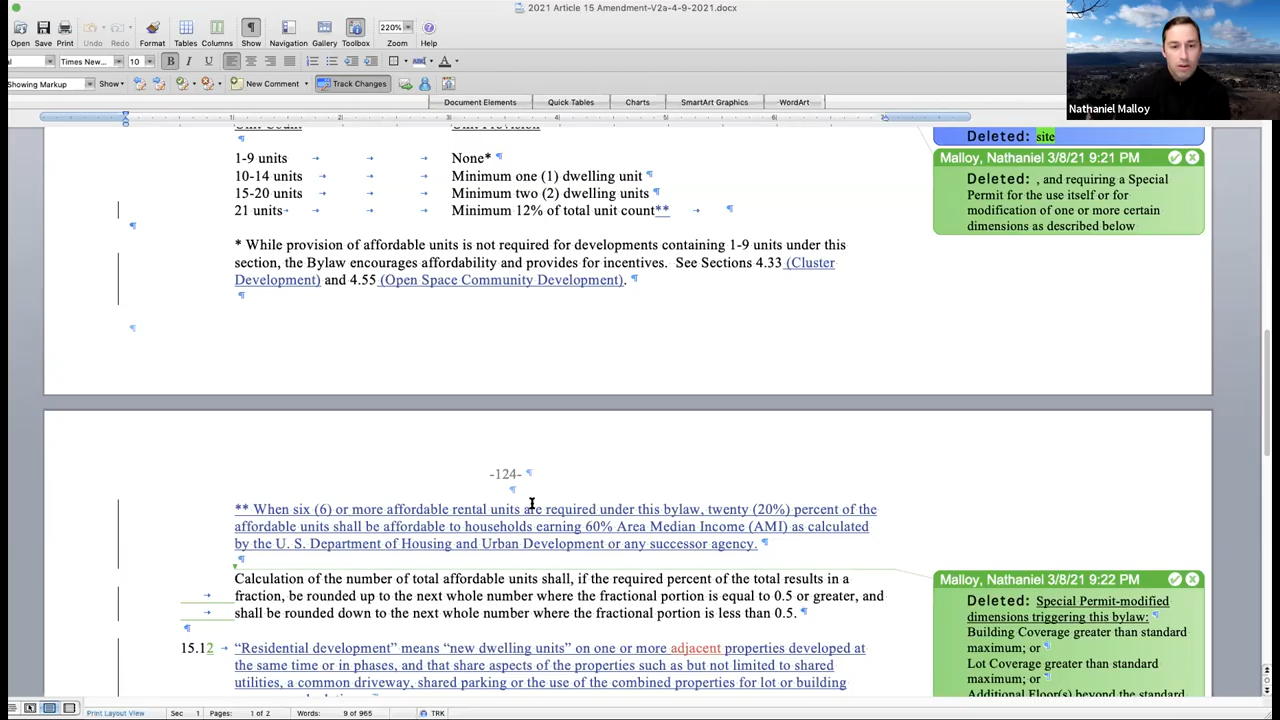 2021 Article 15 Amendment-V2a-4-9-2021.docx
Open Save Print Undo Redo Format Tables Columns Show Navigation Gallery Toolbox Zoom Help
220%
Times New... 10 B I U
Showing Markup Show New Comment Track Changes
Document Elements Quick Tables Charts SmartArt Graphics WordArt
Nathaniel Malloy
Deleted: site
Malloy, Nathaniel 3/8/21 9:21 PM
Deleted: , and requiring a Special
Permit for the use itself or for
modification of one or more certain
dimensions as described below
1-9 units None*
10-14 units Minimum one (1) dwelling unit
15-20 units Minimum two (2) dwelling units
21 units Minimum 12% of total unit count**
* While provision of affordable units is not required for developments containing 1-9 units under this
section, the Bylaw encourages affordability and provides for incentives. See Sections 4.33 (Cluster
Development) and 4.55 (Open Space Community Development).
-124-
** When six (6) or more affordable rental units are required under this bylaw, twenty (20%) percent of the
affordable units shall be affordable to households earning 60% Area Median Income (AMI) as calculated
by the U. S. Department of Housing and Urban Development or any successor agency.
Calculation of the number of total affordable units shall, if the required percent of the total results in a
fraction, be rounded up to the next whole number where the fractional portion is equal to 0.5 or greater, and
shall be rounded down to the next whole number where the fractional portion is less than 0.5.
15.12 “Residential development” means “new dwelling units” on one or more adjacent properties developed at
the same time or in phases, and that share aspects of the properties such as but not limited to shared
utilities, a common driveway, shared parking or the use of the combined properties for lot or building
Malloy, Nathaniel 3/8/21 9:22 PM
Deleted: Special Permit-modified
dimensions triggering this bylaw:
Building Coverage greater than standard
maximum; or
Lot Coverage greater than standard
maximum; or
Additional Floor(s) beyond the standard
Print Layout View Sec 1 Pages: 1 of 2 Words: 9 of 965 TRK